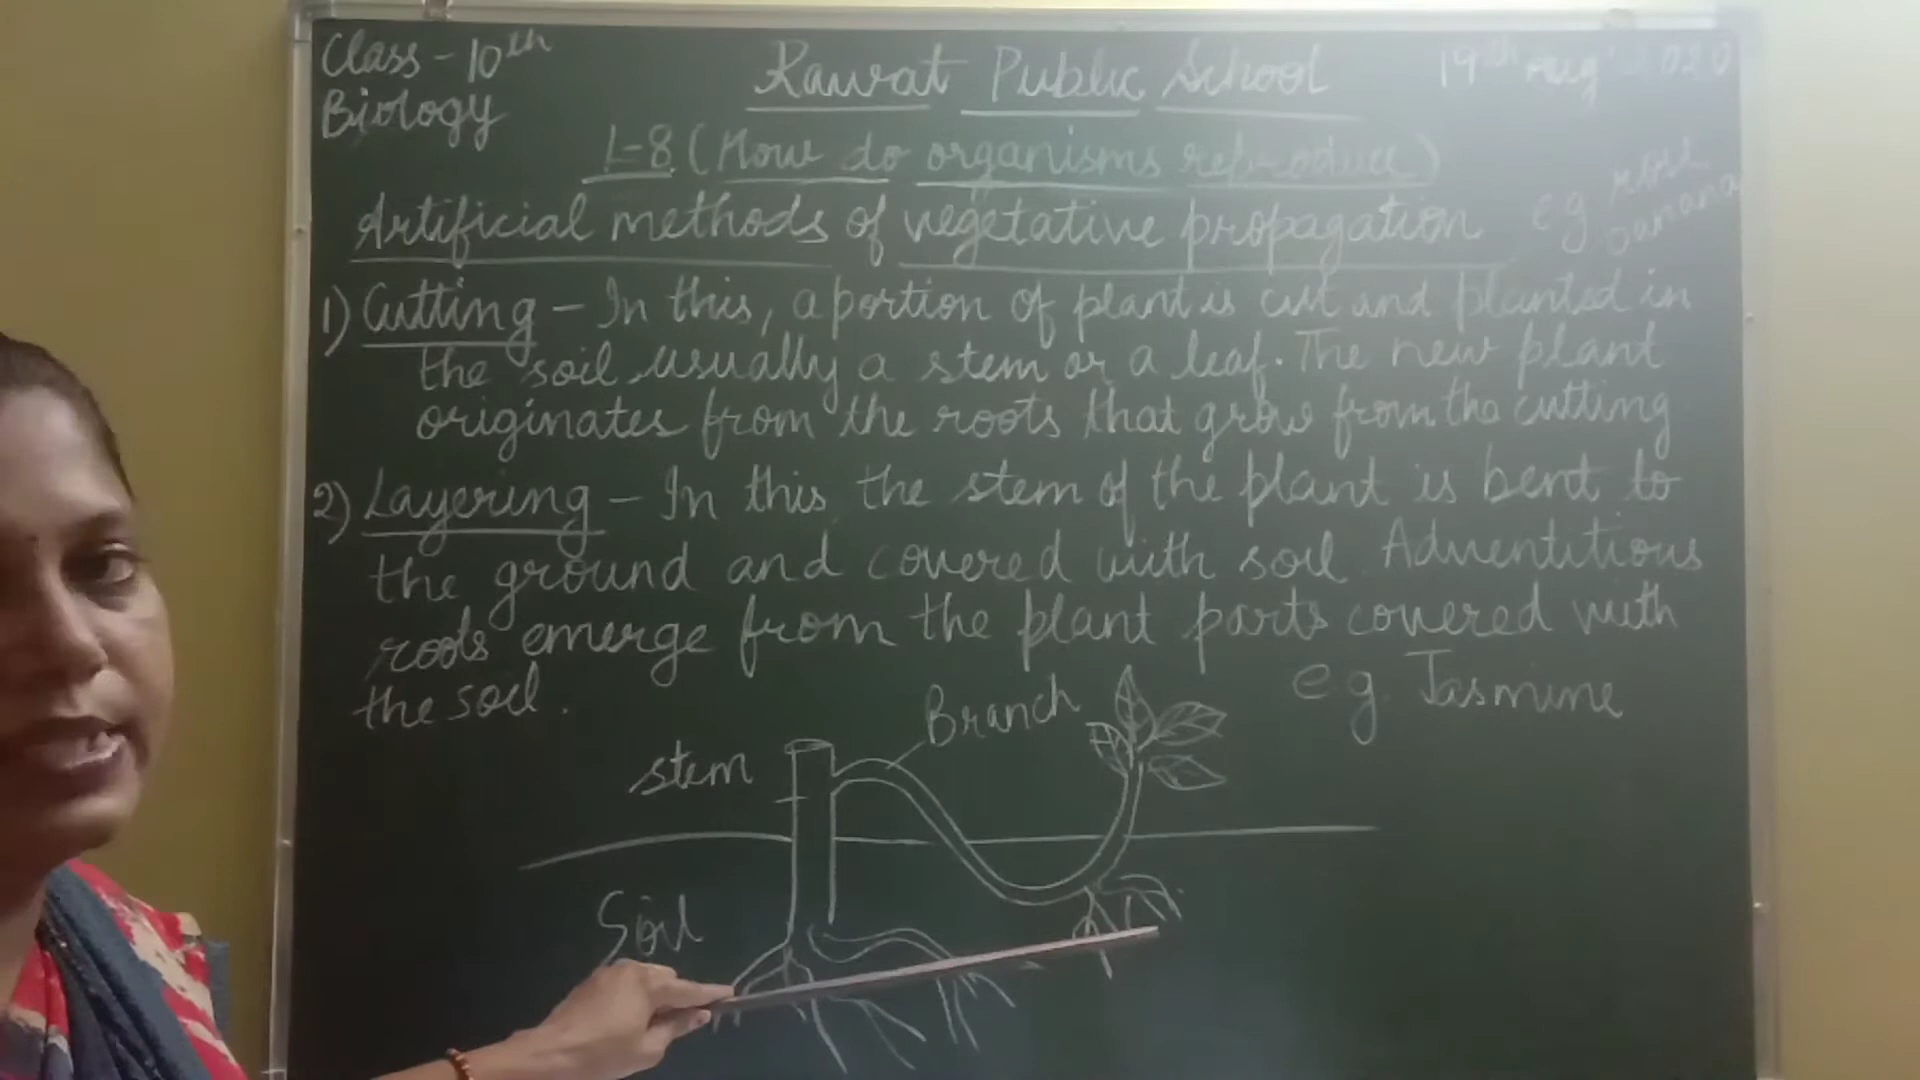 Class - 10th
Biology
Rawat Public School
19th Aug 2020
L-8 (How do organisms reproduce)
Artificial methods of vegetative propagation
e.g rose
banana
1) Cutting - In this, a portion of plant is cut and planted in
the soil, usually a stem or a leaf. The new plant
originates from the roots that grow from the cutting
2) Layering - In this the stem of the plant is bent to
the ground and covered with soil. Adventitious
roots emerge from the plant parts covered with
the soil.
e.g. Jasmine
Branch
stem
Soil